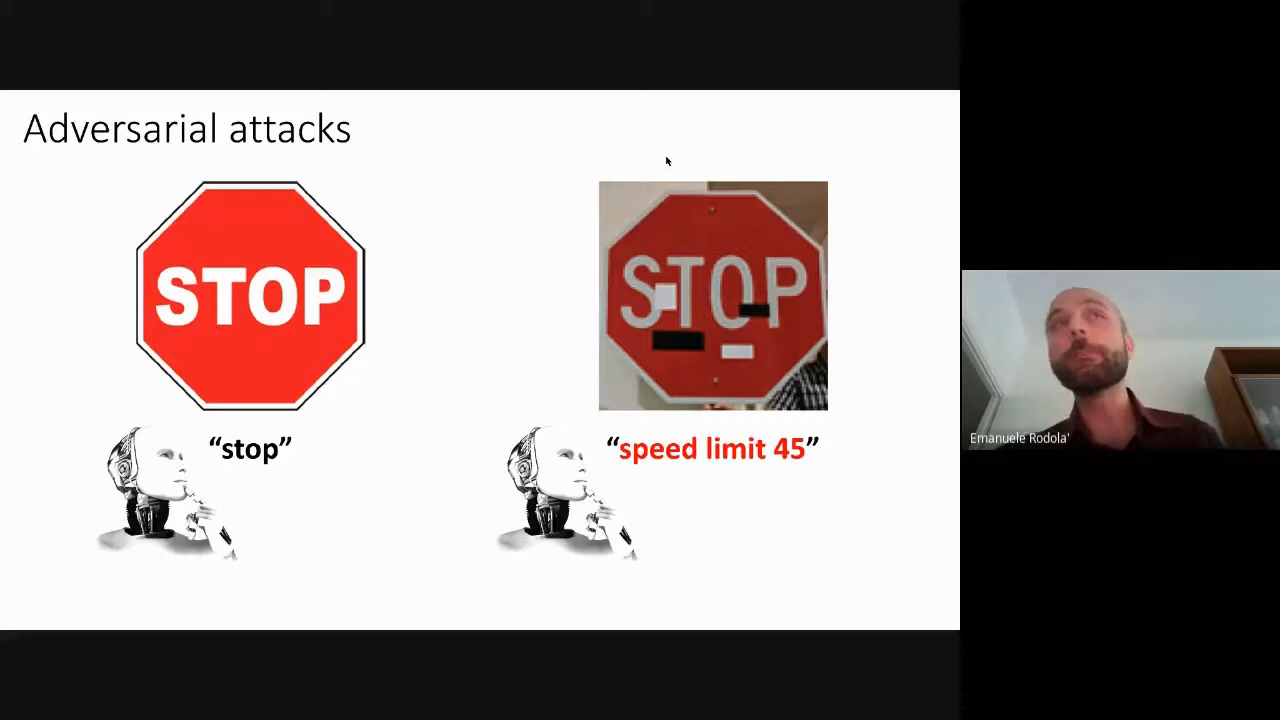 Adversarial attacks
STOP
STOP
“stop”
“speed limit 45”
Emanuele Rodola'